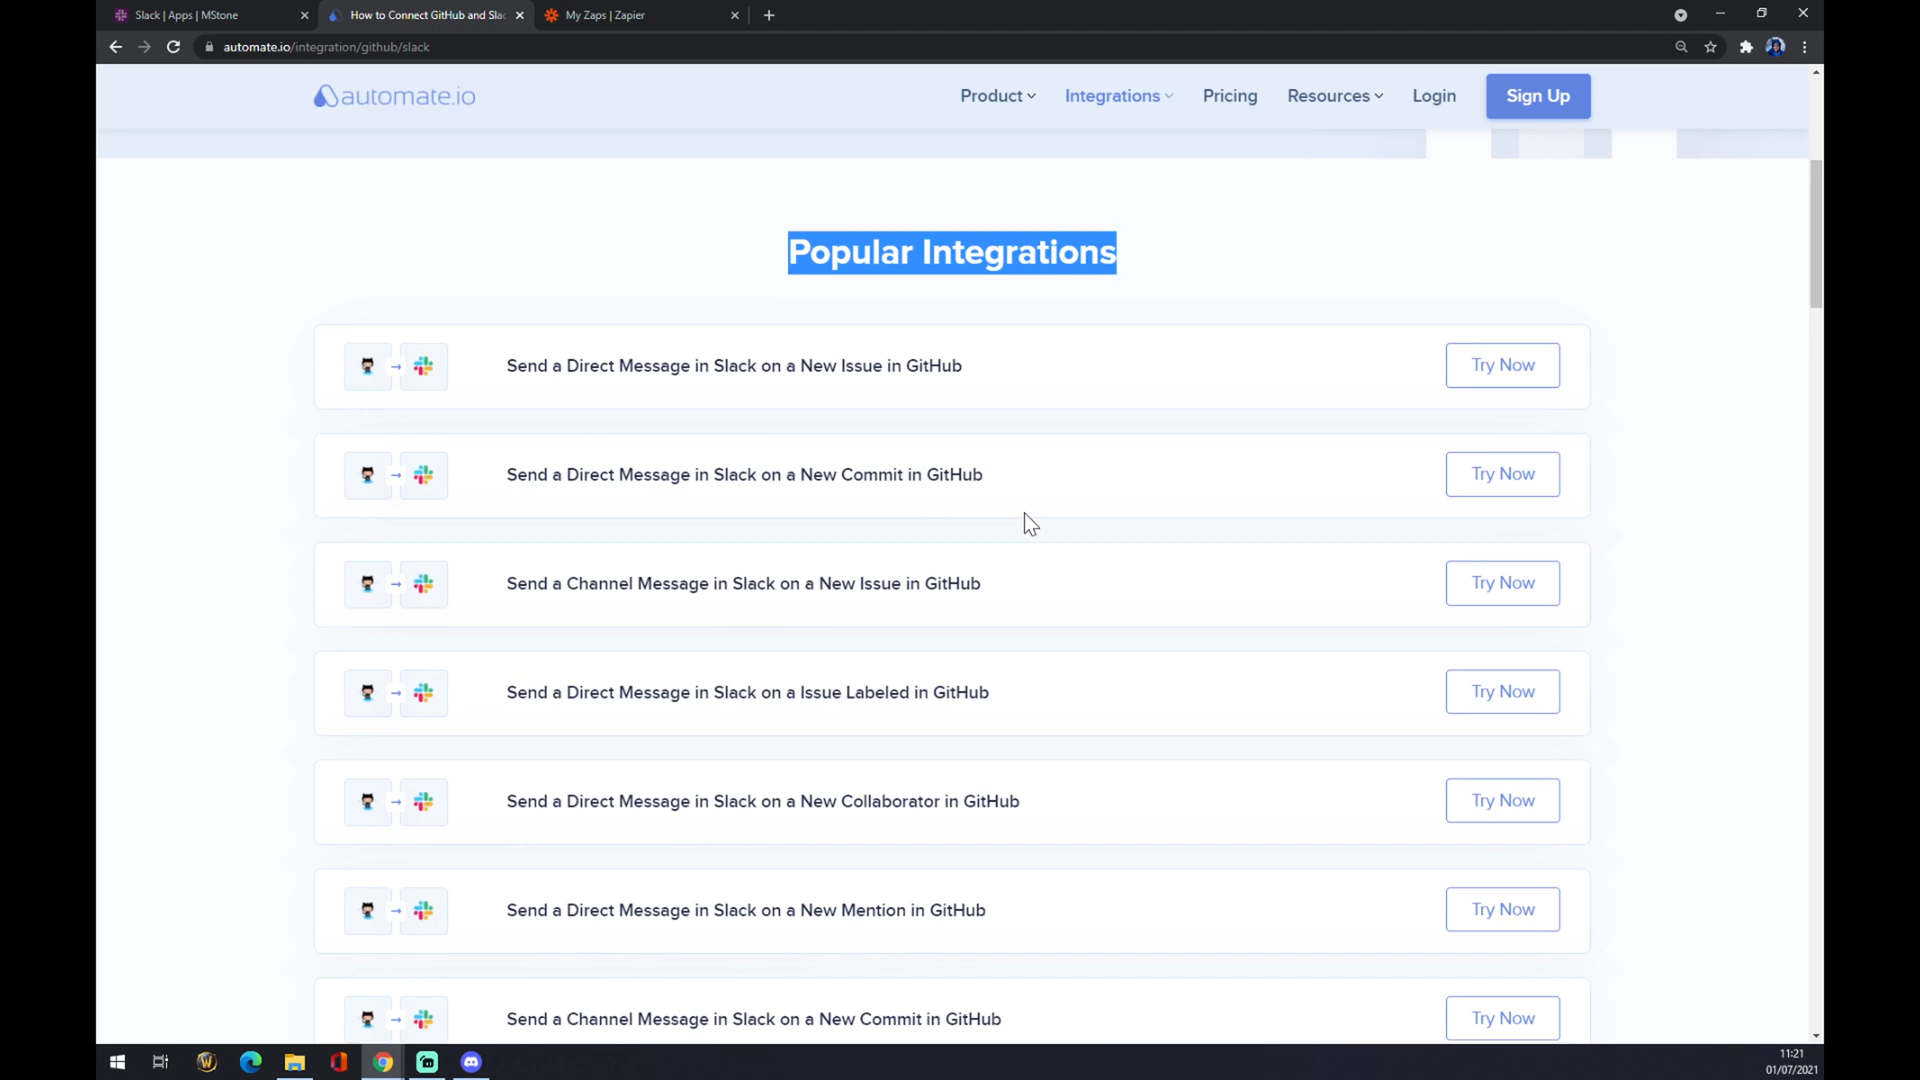 Slack | Apps | MStone
How to Connect GitHub and Slac
My Zaps | Zapier
automate.io/integration/github/slack
automate.io
Product
Integrations
Pricing
Resources
Login
Sign Up
Popular Integrations
Send a Direct Message in Slack on a New Issue in GitHub
Try Now
Send a Direct Message in Slack on a New Commit in GitHub
Try Now
Send a Channel Message in Slack on a New Issue in GitHub
Try Now
Send a Direct Message in Slack on a Issue Labeled in GitHub
Try Now
Send a Direct Message in Slack on a New Collaborator in GitHub
Try Now
Send a Direct Message in Slack on a New Mention in GitHub
Try Now
Send a Channel Message in Slack on a New Commit in GitHub
Try Now
11:21
01/07/2021